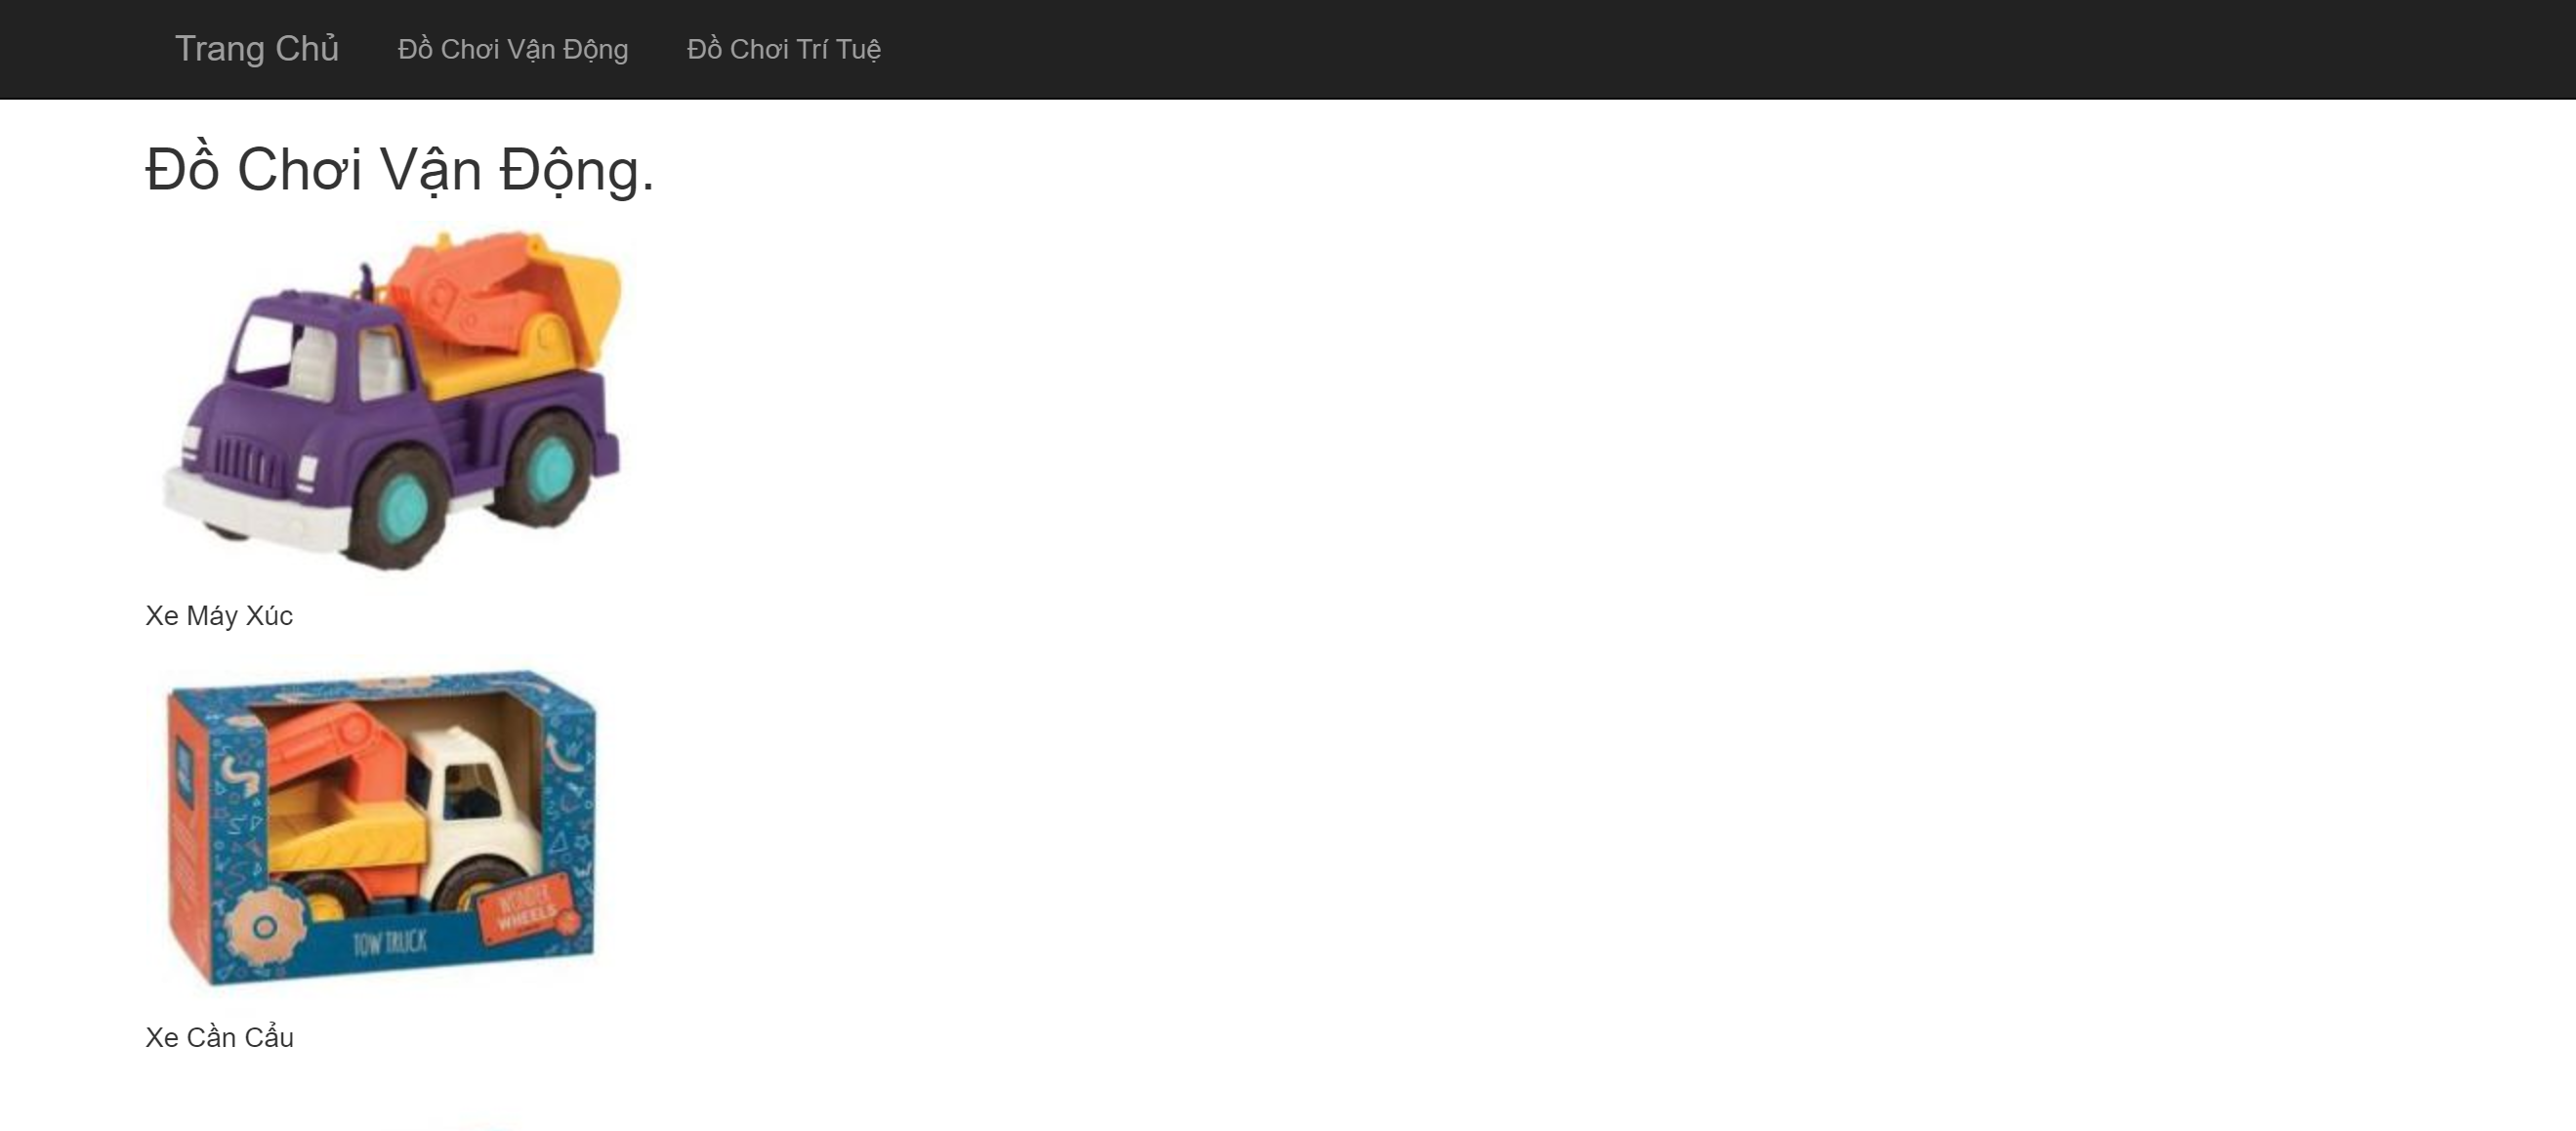 Trang Chủ Đồ Chơi Vận Động Đồ Chơi Trí Tuệ
Đồ Chơi Vận Động.
Xe Máy Xúc
WONDER
WHEELS
TOW TRUCK
Xe Cần Cẩu